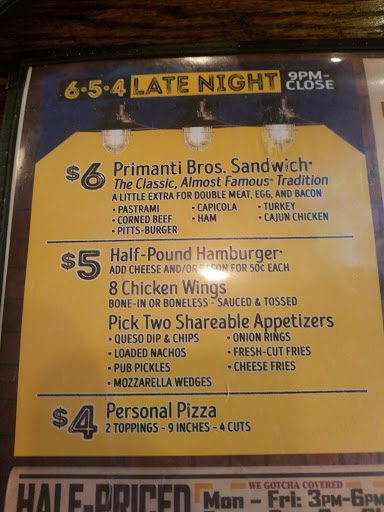 6·5·4 LATE NIGHT 9PM-CLOSE
$6 Primanti Bros. Sandwich*
The Classic, Almost Famous® Tradition
A LITTLE EXTRA FOR DOUBLE MEAT, EGG, AND BACON
• PASTRAMI • CAPICOLA • TURKEY
• CORNED BEEF • HAM • CAJUN CHICKEN
• PITTS-BURGER
$5 Half-Pound Hamburger*
ADD CHEESE AND/OR BACON FOR 50¢ EACH
8 Chicken Wings
BONE-IN OR BONELESS - SAUCED & TOSSED
Pick Two Shareable Appetizers
• QUESO DIP & CHIPS • ONION RINGS
• LOADED NACHOS • FRESH-CUT FRIES
• PUB PICKLES • CHEESE FRIES
• MOZZARELLA WEDGES
$4 Personal Pizza
2 TOPPINGS - 9 INCHES - 4 CUTS
WE GOTCHA COVERED
HALF-PRICED Mon - Fri: 3PM-6PM